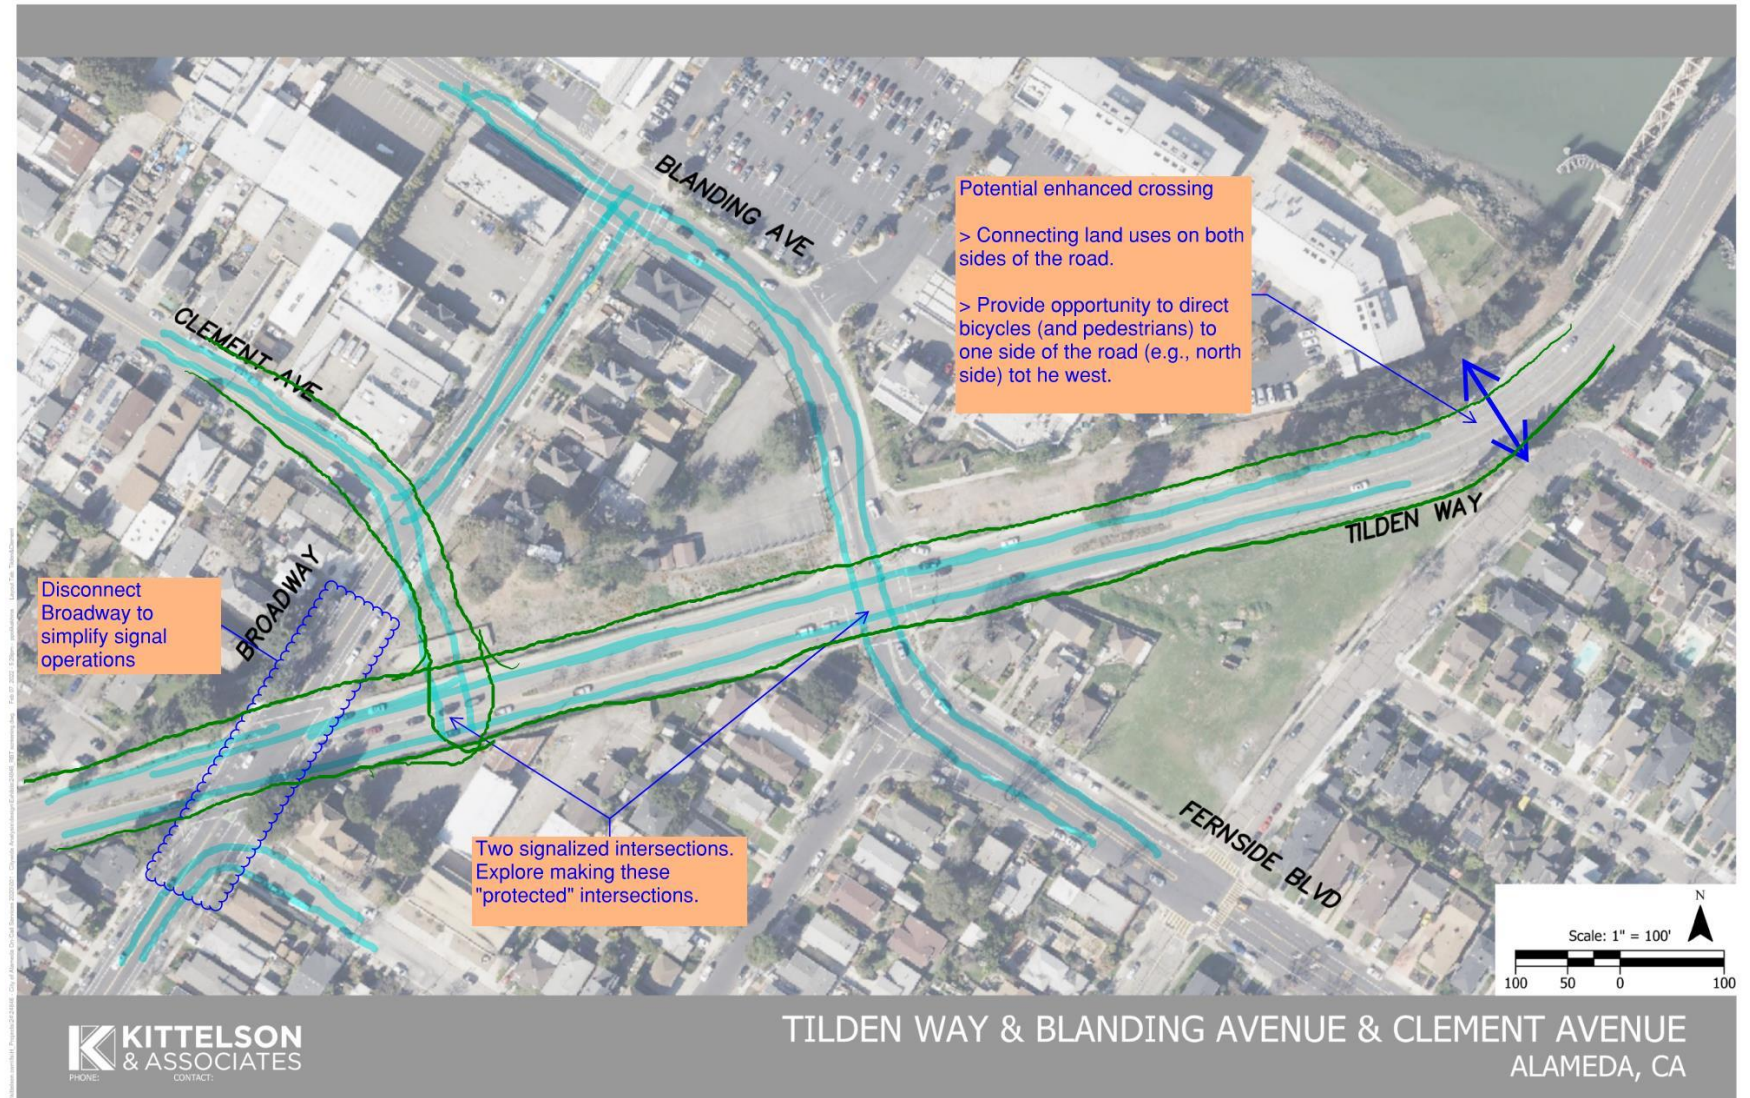 BLANDING AVE
Potential enhanced crossing
> Connecting land uses on both
sides of the road.
> Provide opportunity to direct
bicycles (and pedestrians) to
one side of the road (e.g., north
side) tot he west.
CLEMENT AVE
TILDEN WAY
BROADWAY
Disconnect
Broadway to
simplify signal
operations
Two signalized intersections.
Explore making these
"protected" intersections.
FERNSIDE BLVD
N
Scale: 1" = 100'
100 50 0 100
KITTELSON
& ASSOCIATES
PHONE: CONTACT:
TILDEN WAY & BLANDING AVENUE & CLEMENT AVENUE
ALAMEDA, CA